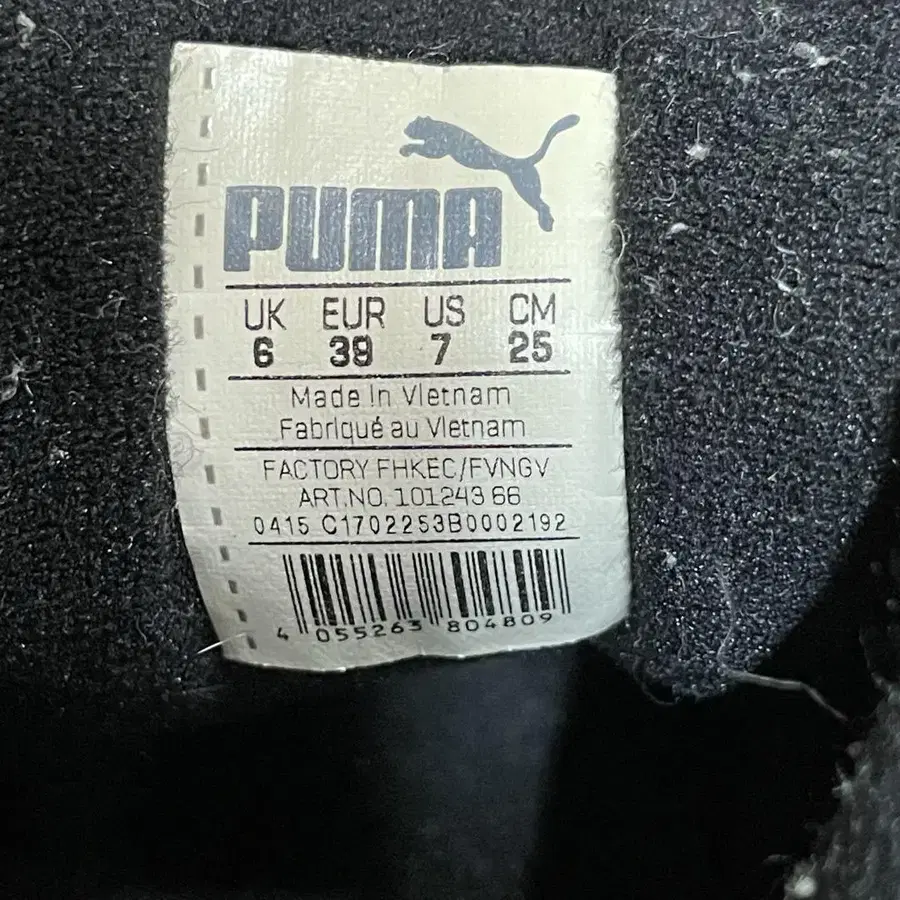 PUMA
UK EUR US CM
6 39 7 25
Made In Vietnam
Fabriqué au Vietnam
FACTORY FHKEC/FVNGV
ART.NO. 101243 66
0415 C1702253B0002192
4 055263 804809